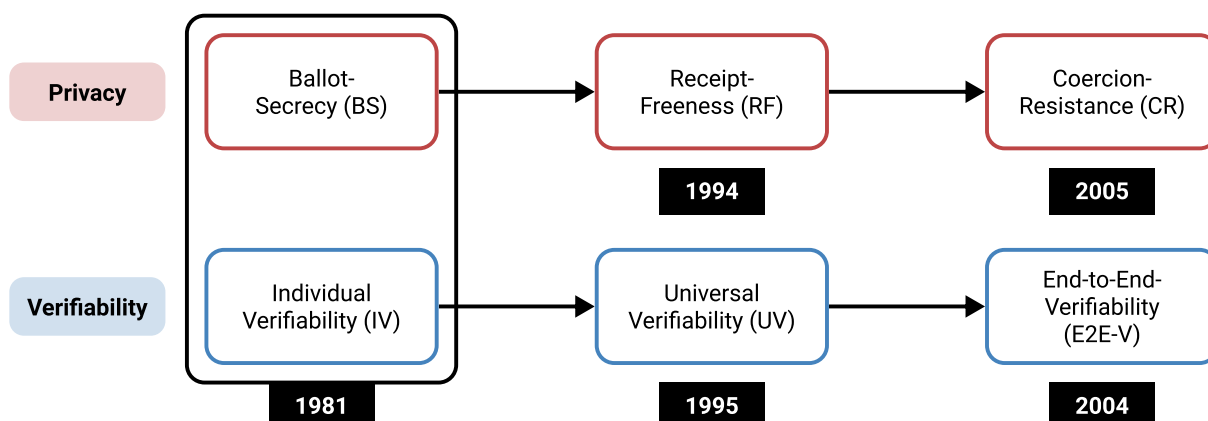 Privacy
Ballot-
Secrecy (BS)
Receipt-
Freeness (RF)
Coercion-
Resistance (CR)
1994
2005
Verifiability
Individual
Verifiability (IV)
Universal
Verifiability (UV)
End-to-End-
Verifiability
(E2E-V)
1981
1995
2004